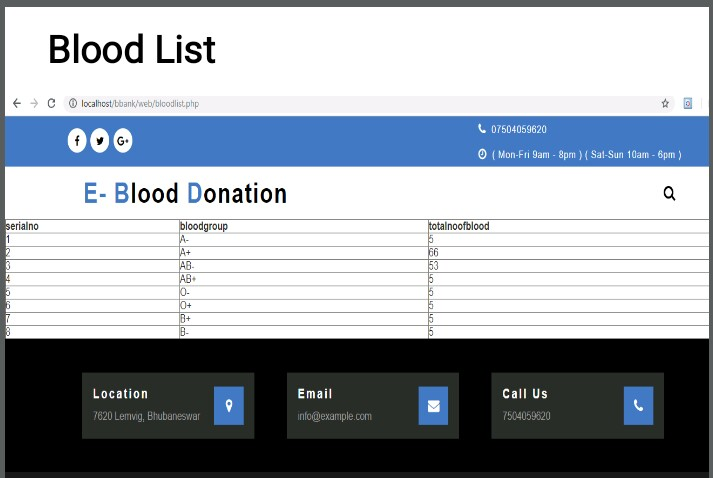 Blood List
localhost/bbank/web/bloodlist.php
07504059620
( Mon-Fri 9am - 8pm ) ( Sat-Sun 10am - 6pm )
E- Blood Donation
serialno bloodgroup totalnoofblood
1 A- 5
2 A+ 66
3 AB- 53
4 AB+ 5
5 O- 5
6 O+ 5
7 B+ 5
8 B- 5
Location Email Call Us
7620 Lemvig, Bhubaneswar info@example.com 7504059620